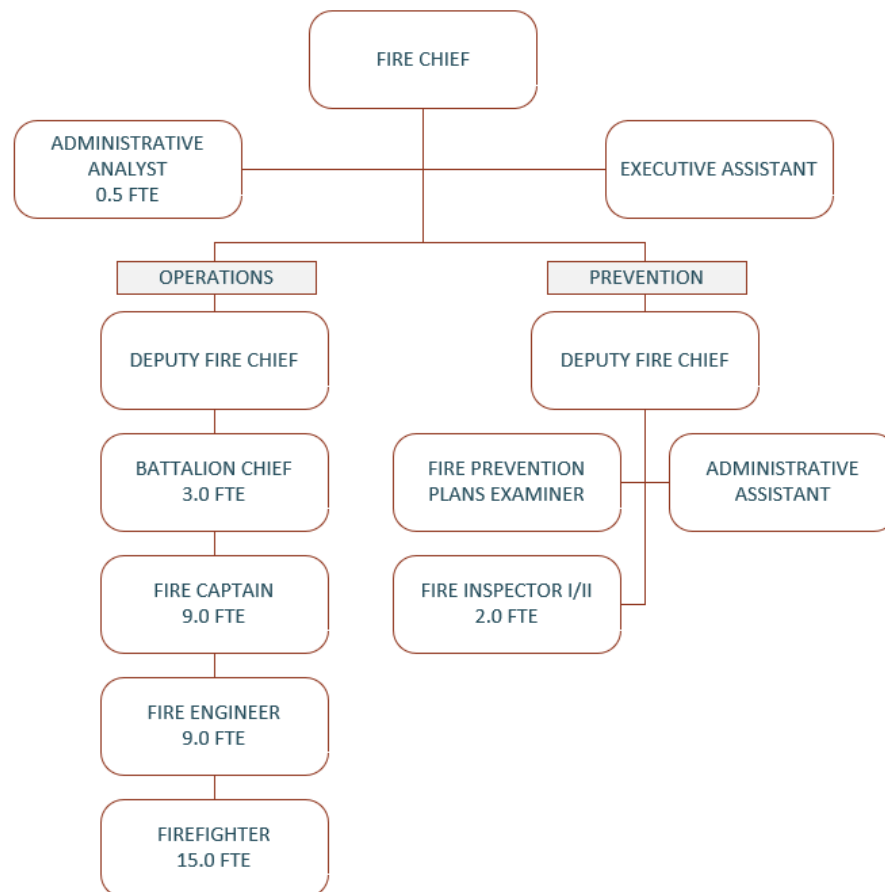 FIRE CHIEF
ADMINISTRATIVE
ANALYST
0.5 FTE
EXECUTIVE ASSISTANT
OPERATIONS
PREVENTION
DEPUTY FIRE CHIEF
DEPUTY FIRE CHIEF
BATTALION CHIEF
3.0 FTE
FIRE PREVENTION
PLANS EXAMINER
ADMINISTRATIVE
ASSISTANT
FIRE CAPTAIN
9.0 FTE
FIRE INSPECTOR I/II
2.0 FTE
FIRE ENGINEER
9.0 FTE
FIREFIGHTER
15.0 FTE